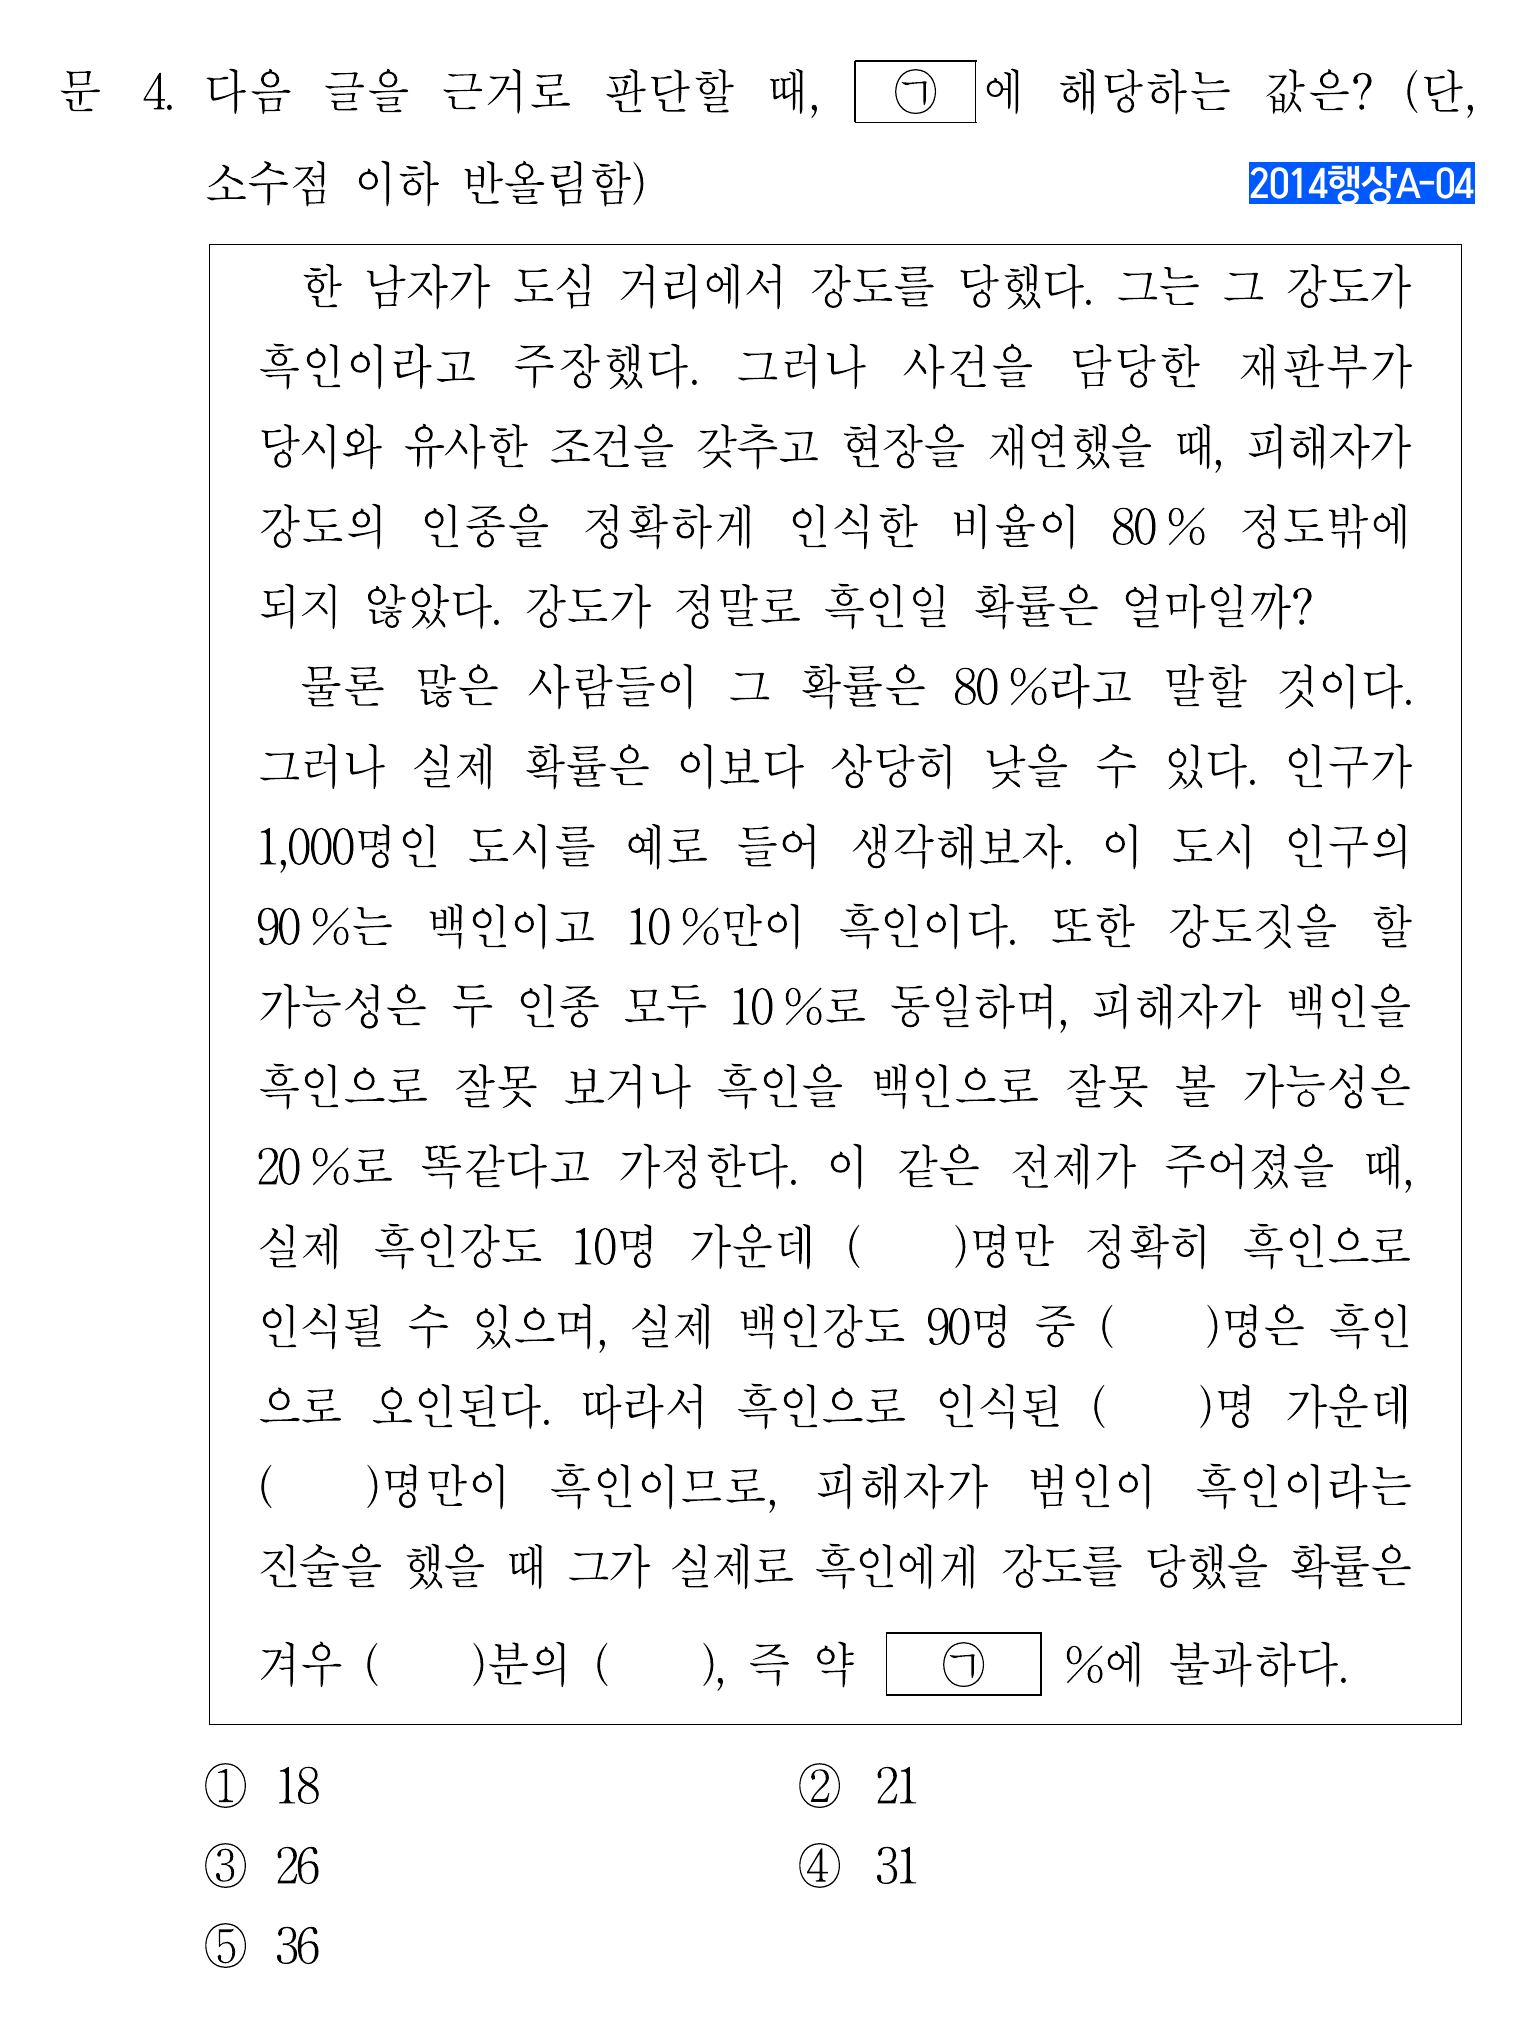 문 4. 다음 글을 근거로 판단할 때, ㉠ 에 해당하는 값은? (단,
소수점 이하 반올림함)
2014행상A-04
한 남자가 도심 거리에서 강도를 당했다. 그는 그 강도가
흑인이라고 주장했다. 그러나 사건을 담당한 재판부가
당시와 유사한 조건을 갖추고 현장을 재연했을 때, 피해자가
강도의 인종을 정확하게 인식한 비율이 80 % 정도밖에
되지 않았다. 강도가 정말로 흑인일 확률은 얼마일까?
물론 많은 사람들이 그 확률은 80 %라고 말할 것이다.
그러나 실제 확률은 이보다 상당히 낮을 수 있다. 인구가
1,000명인 도시를 예로 들어 생각해보자. 이 도시 인구의
90 %는 백인이고 10 %만이 흑인이다. 또한 강도짓을 할
가능성은 두 인종 모두 10 %로 동일하며, 피해자가 백인을
흑인으로 잘못 보거나 흑인을 백인으로 잘못 볼 가능성은
20 %로 똑같다고 가정한다. 이 같은 전제가 주어졌을 때,
실제 흑인강도 10명 가운데 (    )명만 정확히 흑인으로
인식될 수 있으며, 실제 백인강도 90명 중 (    )명은 흑인
으로 오인된다. 따라서 흑인으로 인식된 (    )명 가운데
(    )명만이 흑인이므로, 피해자가 범인이 흑인이라는
진술을 했을 때 그가 실제로 흑인에게 강도를 당했을 확률은
겨우 (    )분의 (    ), 즉 약 ㉠ %에 불과하다.
① 18
② 21
③ 26
④ 31
⑤ 36